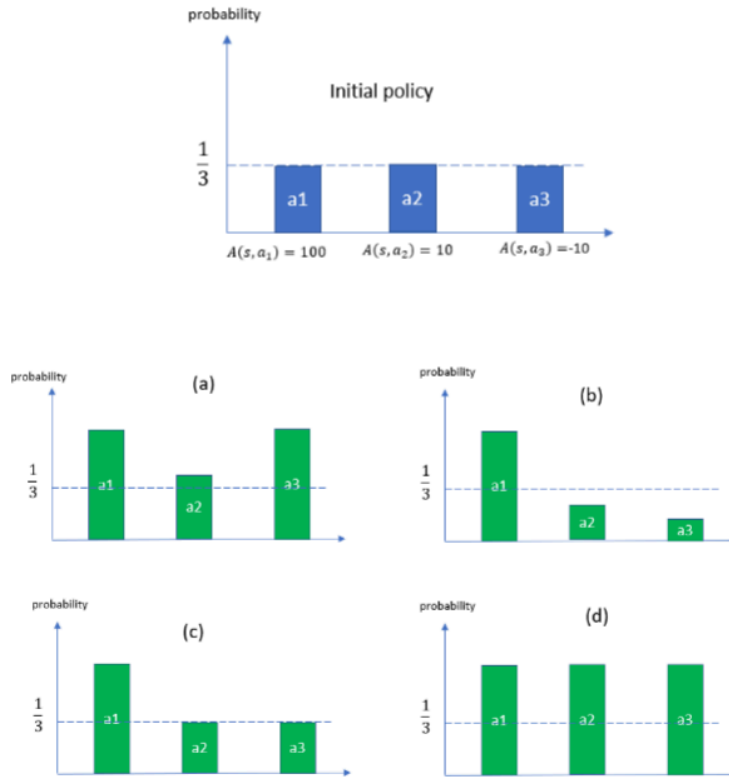 probability
Initial policy
1
3
a1 a2 a3
A(s,a₁) = 100 A(s,a₂) = 10 A(s,a₃) =-10
(a)
probability
1
3
a1
a2
a3
(b)
probability
1
3
a1
a2
a3
(c)
probability
1
3
a1
a2
a3
(d)
probability
1
3
a1
a2
a3